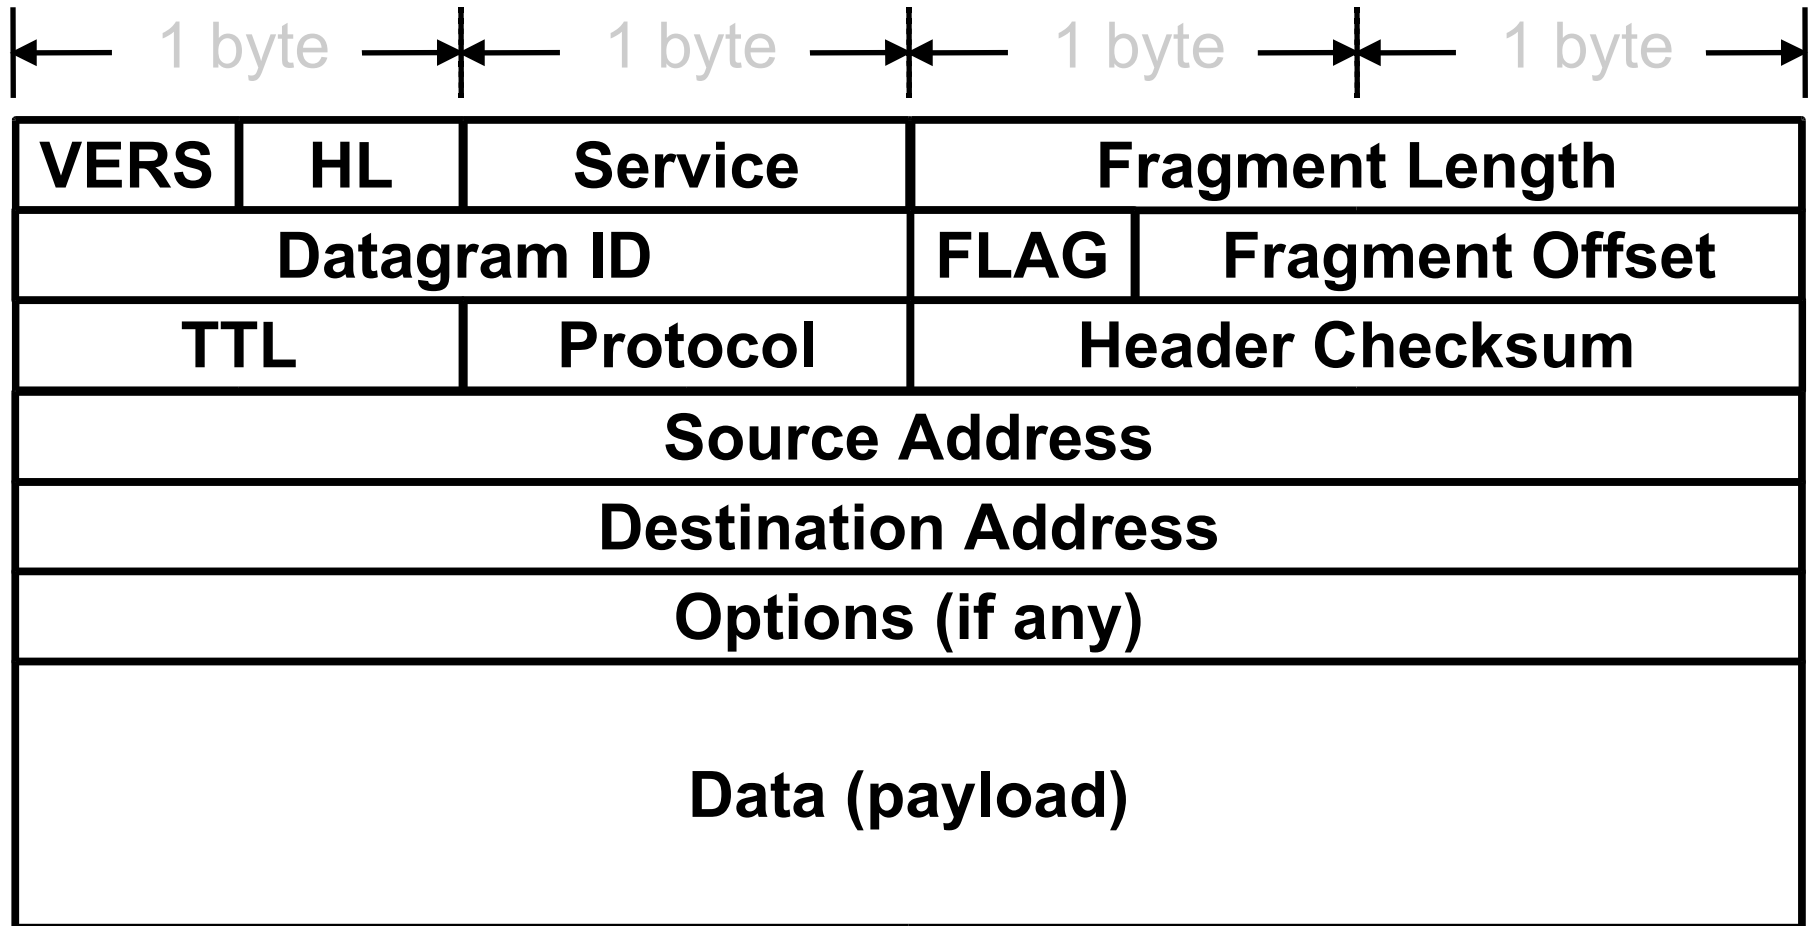 1 byte 1 byte 1 byte 1 byte
VERS HL Service Fragment Length
Datagram ID FLAG Fragment Offset
TTL Protocol Header Checksum
Source Address
Destination Address
Options (if any)
Data (payload)